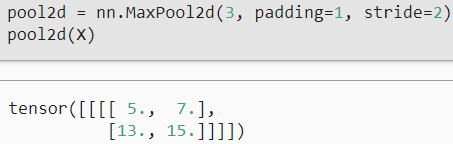 pool2d = nn.MaxPool2d(3, padding=1, stride=2)
pool2d(X)
tensor([[[[ 5.,  7.],
          [13., 15.]]]])